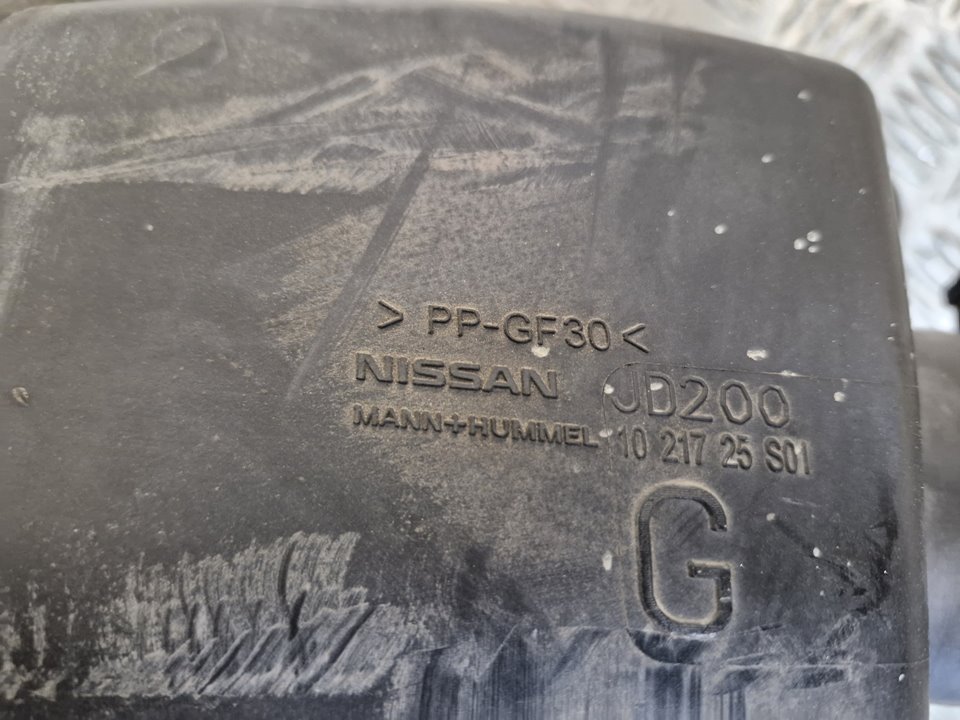 > PP-GF30 <
NISSAN JD200
MANN+HUMMEL 10 217 25 S01
G